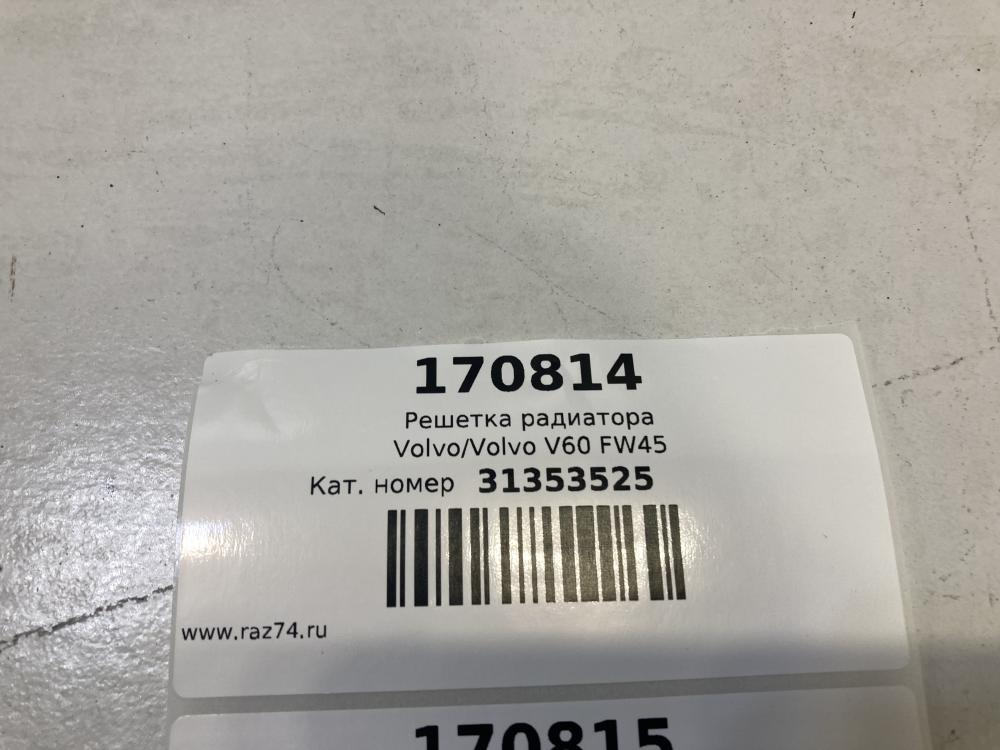 170814
Решетка радиатора
Volvo/Volvo V60 FW45
Кат. номер 31353525
www.raz74.ru
170815